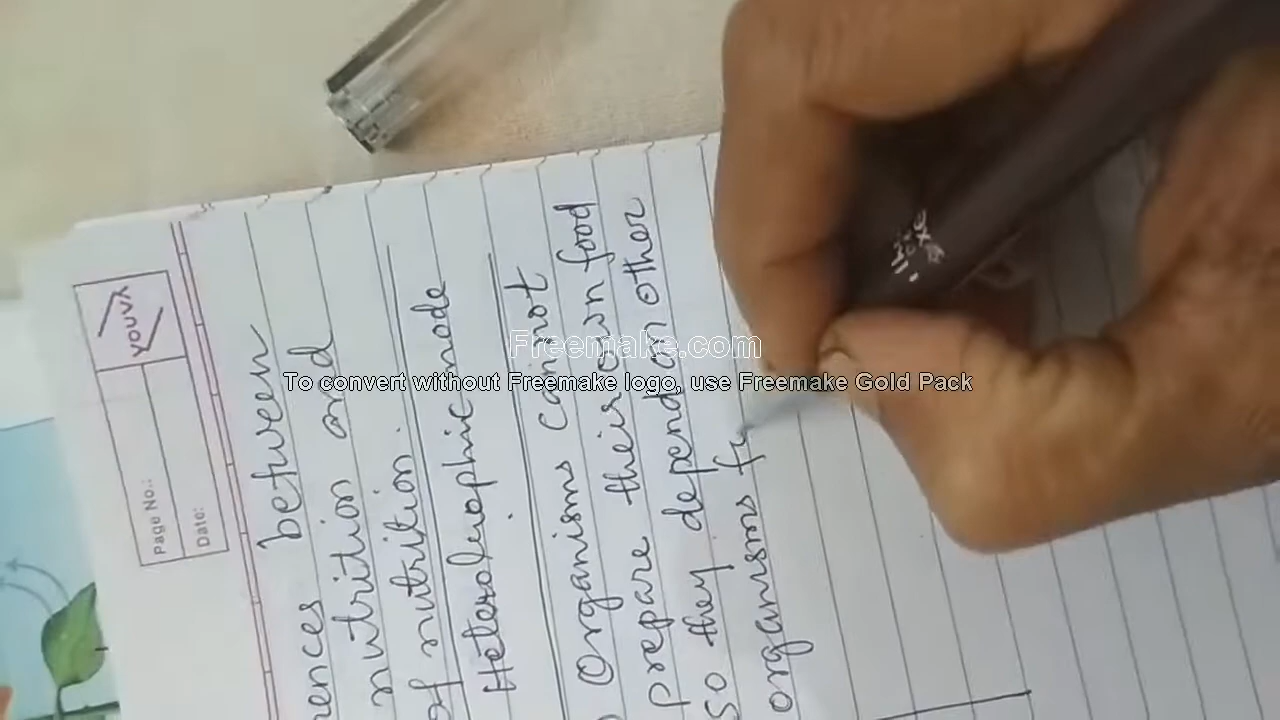 YOUVA
Page No.:
Date:
rences between
nutrition and
of nutrition.
Heterotrophic mode
Organisms cannot
prepare their own food
so they depend on other
organisms
Freemake.com
To convert without Freemake logo, use Freemake Gold Pack